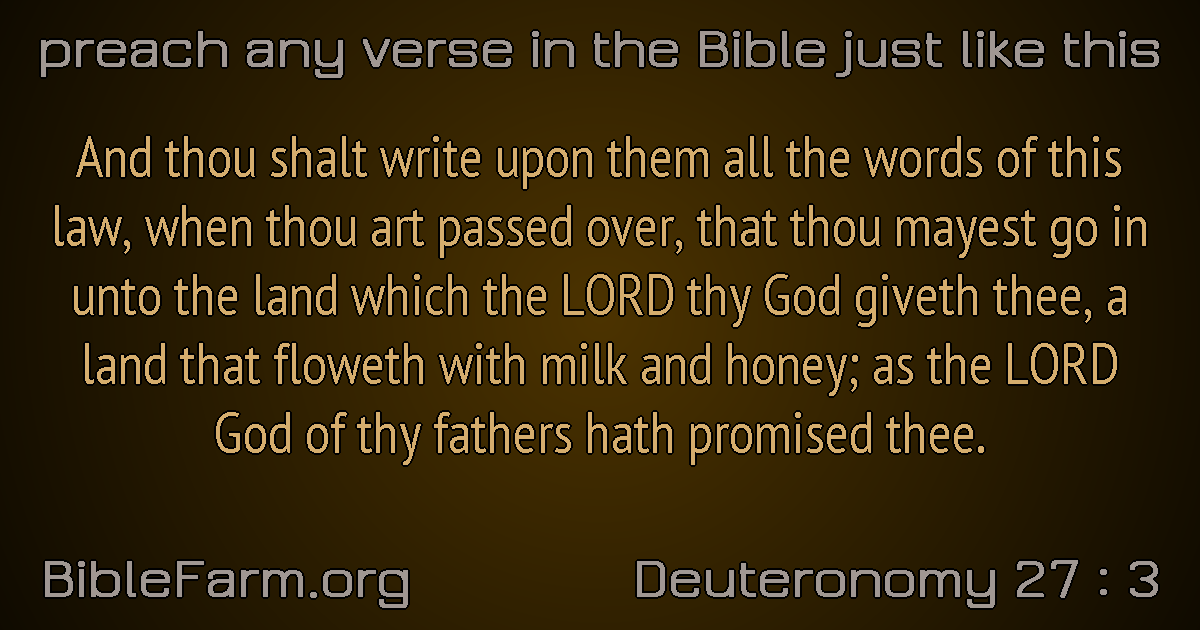 preach any verse in the Bible just like this
And thou shalt write upon them all the words of this
law, when thou art passed over, that thou mayest go in
unto the land which the LORD thy God giveth thee, a
land that floweth with milk and honey; as the LORD
God of thy fathers hath promised thee.
BibleFarm.org
Deuteronomy 27 : 3